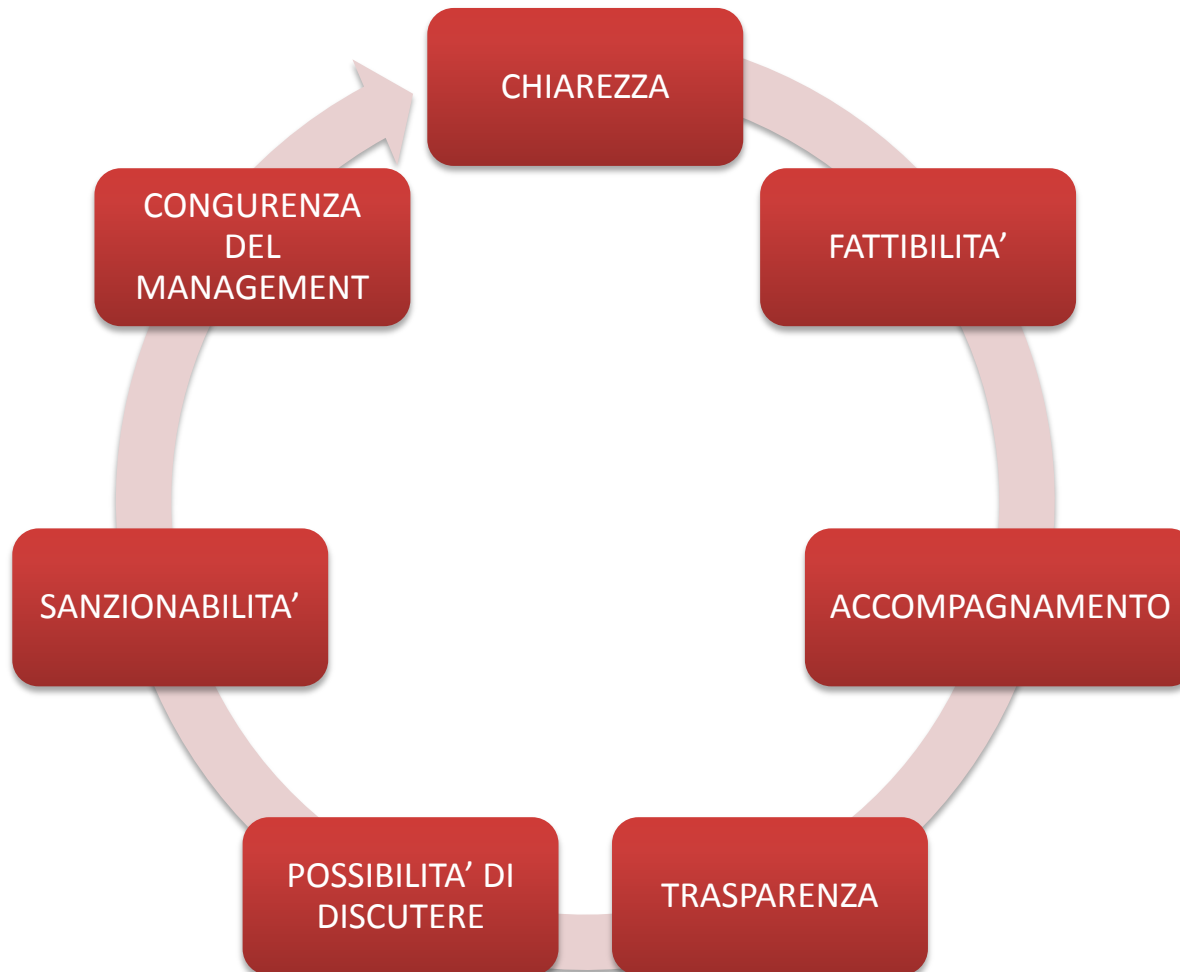 CHIAREZZA
FATTIBILITA’
ACCOMPAGNAMENTO
TRASPARENZA
POSSIBILITA’ DI
DISCUTERE
SANZIONABILITA’
CONGURENZA
DEL
MANAGEMENT